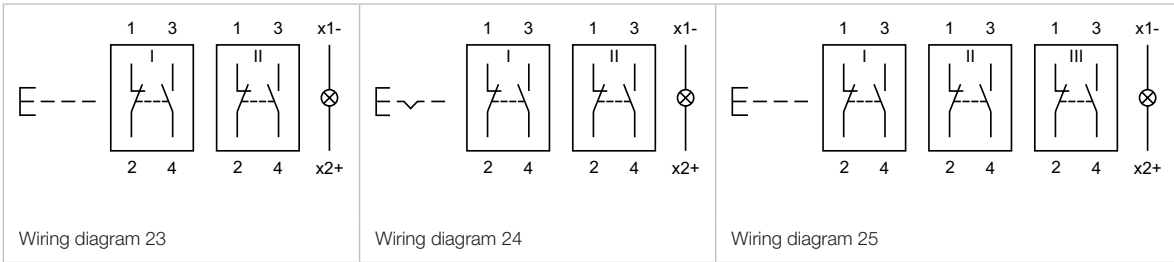 1 3 1 3 x1- 1 3 1 3 x1- 1 3 1 3 1 3 x1-
I II I II I II III
2 4 2 4 x2+ 2 4 2 4 x2+ 2 4 2 4 2 4 x2+
Wiring diagram 23 Wiring diagram 24 Wiring diagram 25